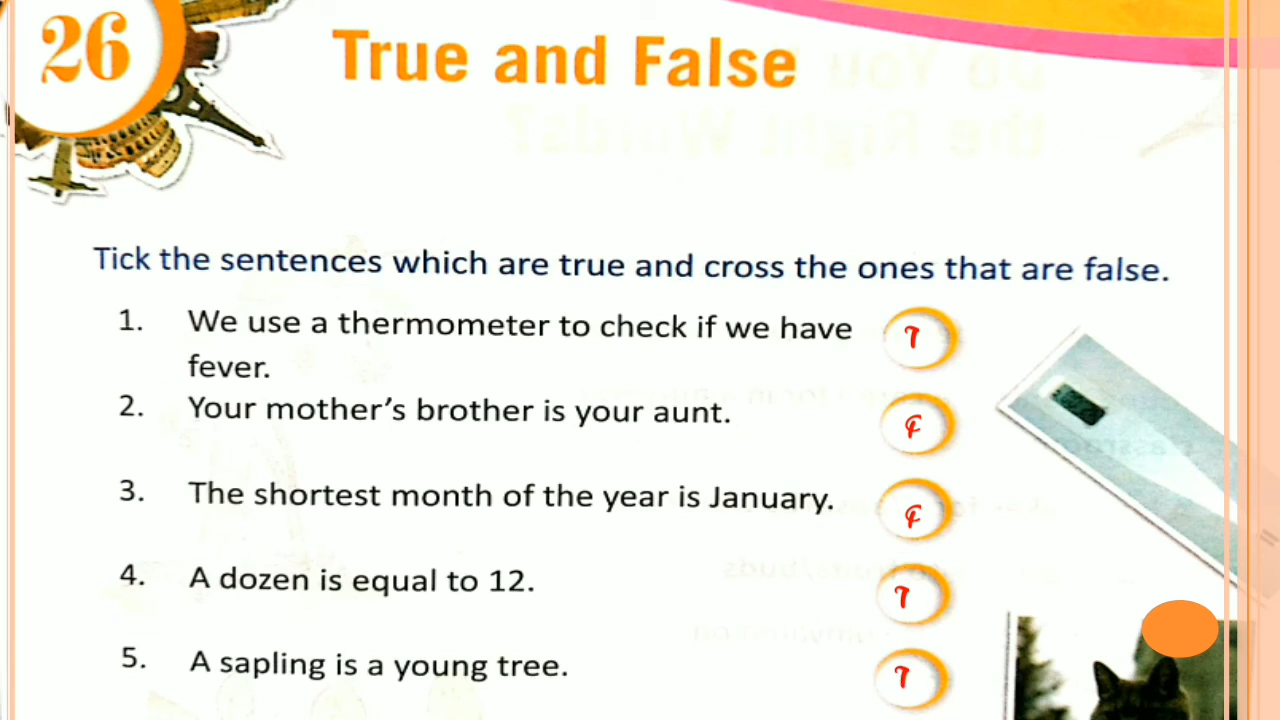 26
True and False
Tick the sentences which are true and cross the ones that are false.
1. We use a thermometer to check if we have T
fever.
2. Your mother’s brother is your aunt. F
3. The shortest month of the year is January. F
4. A dozen is equal to 12. T
5. A sapling is a young tree. T